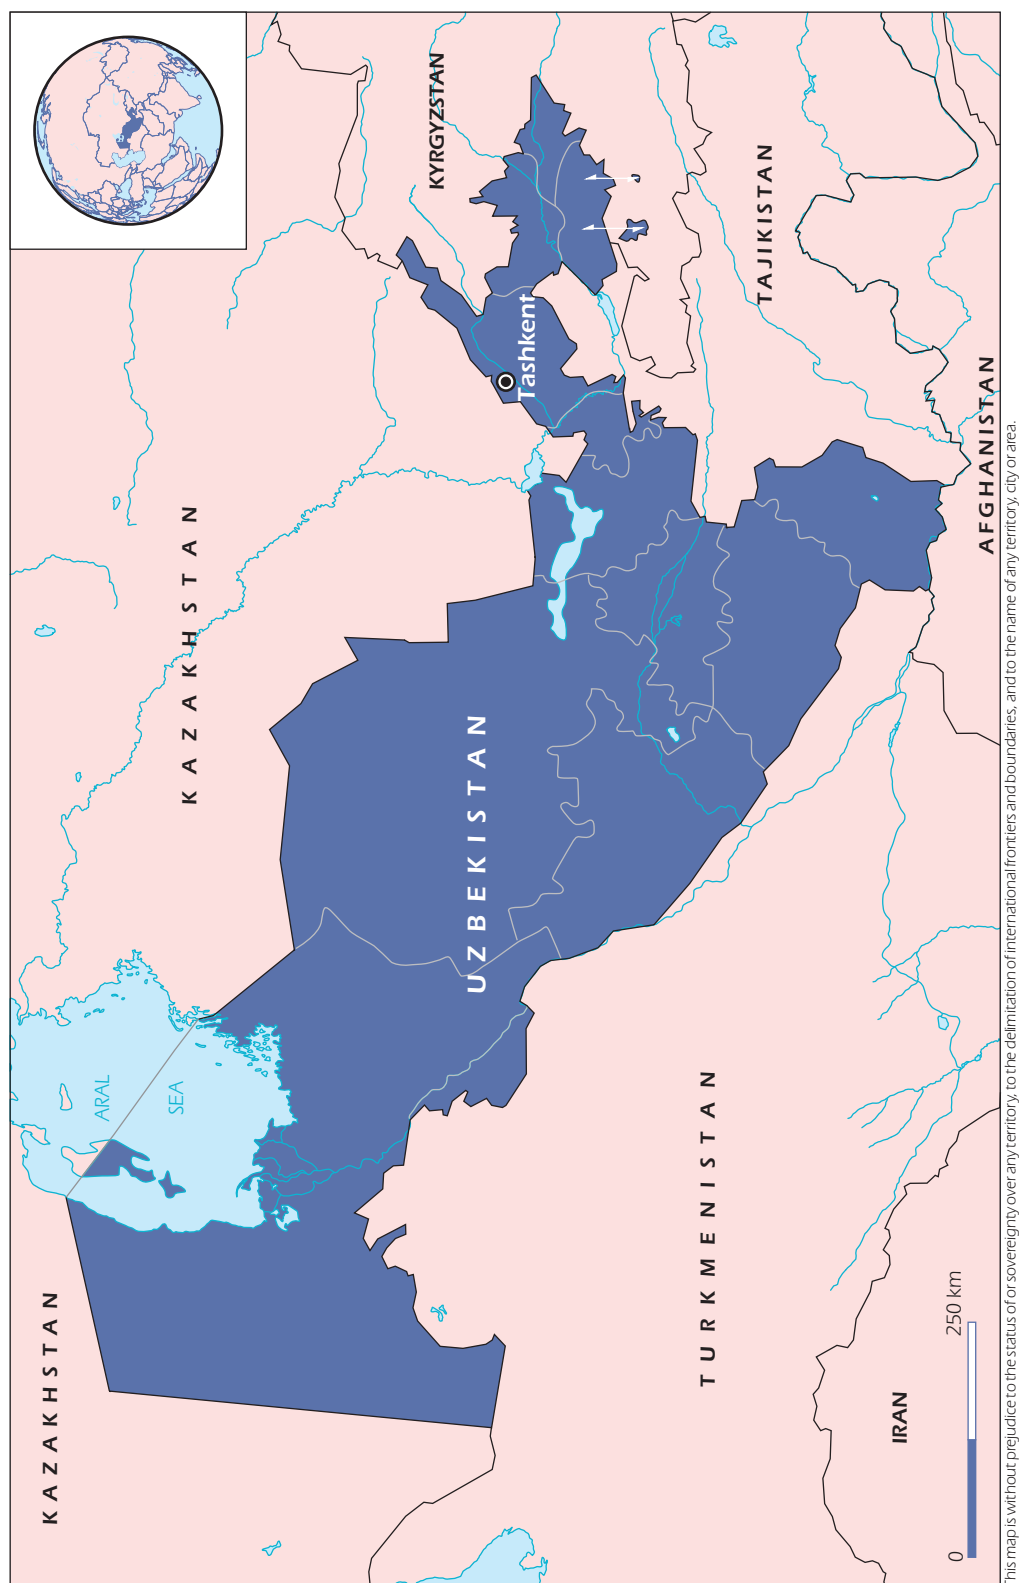 KAZAKHSTAN
KAZAKHSTAN
KYRGYZSTAN
ARAL
SEA
Tashkent
UZBEKISTAN
TAJIKISTAN
TURKMENISTAN
AFGHANISTAN
IRAN
0 250 km
This map is without prejudice to the status of or sovereignty over any territory, to the delimitation of international frontiers and boundaries, and to the name of any territory, city or area.